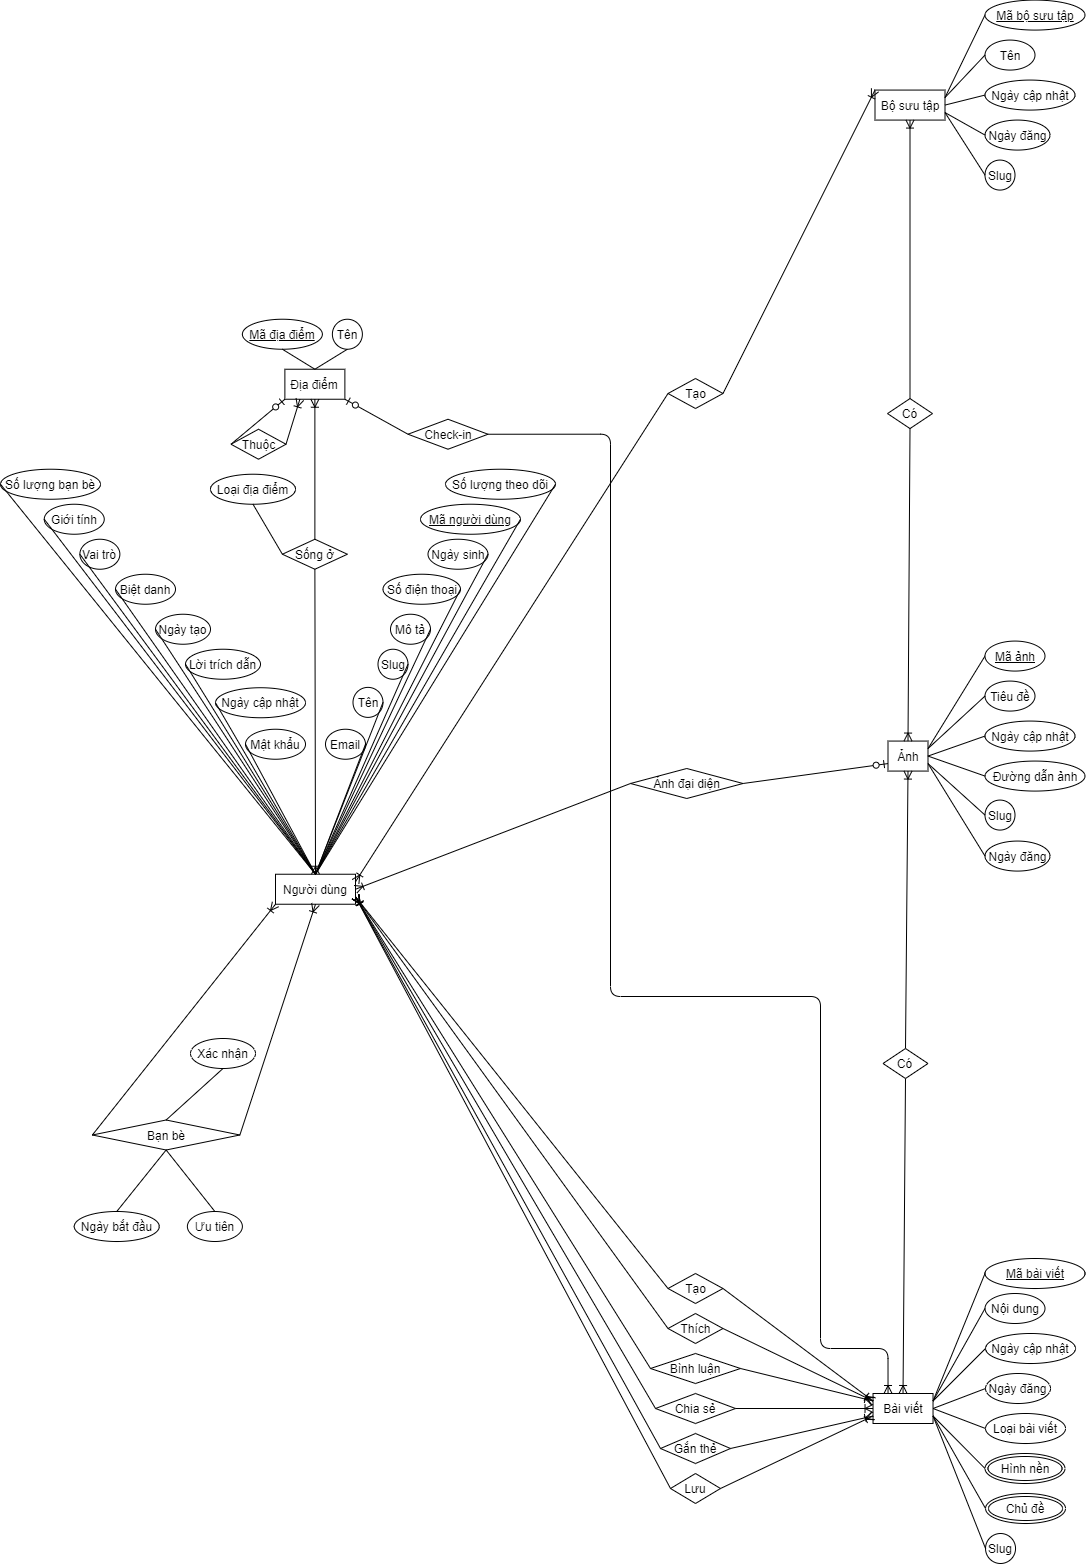 Mã bộ sưu tập
Tên
Ngày cập nhật
Bộ sưu tập
Ngày đăng
Slug
Mã địa điểm
Tên
Địa điểm
Tạo
Có
Thuộc
Check-in
Số lượng bạn bè
Loại địa điểm
Số lượng theo dõi
Giới tính
Mã người dùng
Vai trò
Sống ở
Ngày sinh
Biệt danh
Số điện thoại
Ngày tạo
Mô tả
Lời trích dẫn
Slug
Mã ảnh
Tiêu đề
Ngày cập nhật
Tên
Ngày cập nhật
Mật khẩu
Email
Ảnh
Ảnh đại diện
Đường dẫn ảnh
Slug
Ngày đăng
Người dùng
Xác nhận
Có
Bạn bè
Ngày bắt đầu
Ưu tiên
Mã bài viết
Tạo
Nội dung
Thích
Ngày cập nhật
Bình luận
Ngày đăng
Chia sẻ
Bài viết
Loại bài viết
Gắn thẻ
Hình nền
Lưu
Chủ đề
Slug